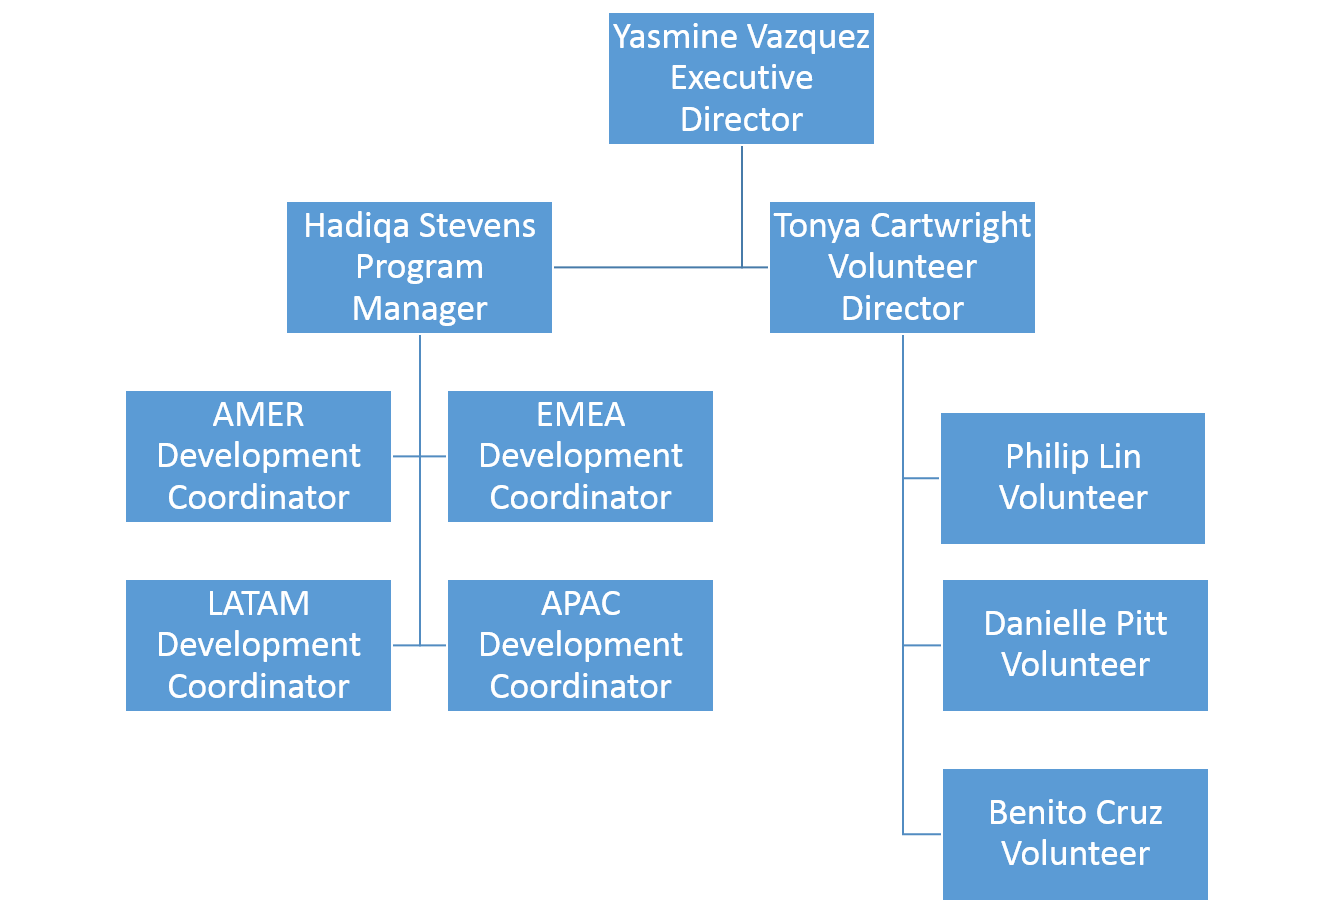 Yasmine Vazquez
Executive
Director
Hadiqa Stevens
Program
Manager
Tonya Cartwright
Volunteer
Director
AMER
Development
Coordinator
EMEA
Development
Coordinator
LATAM
Development
Coordinator
APAC
Development
Coordinator
Philip Lin
Volunteer
Danielle Pitt
Volunteer
Benito Cruz
Volunteer